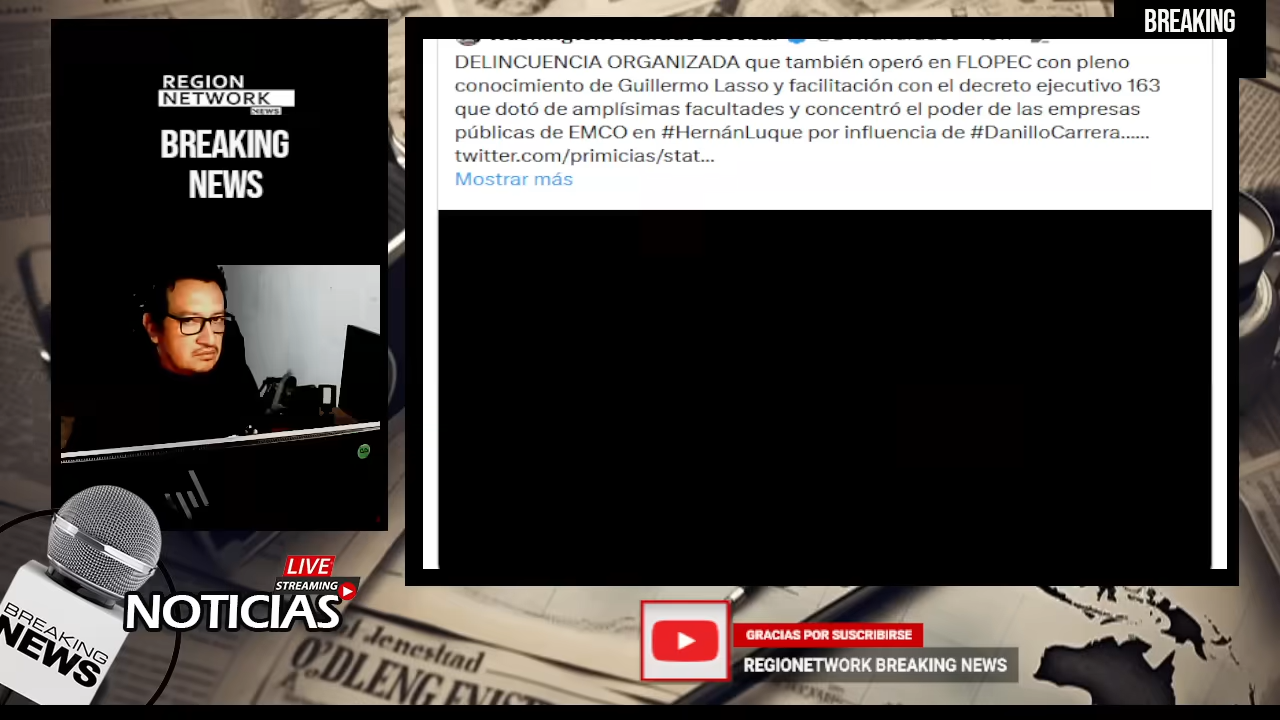 BREAKING
REGION
NETWORK
NEWS
BREAKING
NEWS
DELINCUENCIA ORGANIZADA que también operó en FLOPEC con pleno
conocimiento de Guillermo Lasso y facilitación con el decreto ejecutivo 163
que dotó de amplísimas facultades y concentró el poder de las empresas
públicas de EMCO en #HernánLuque por influencia de #DanilloCarrera......
twitter.com/primicias/stat...
Mostrar más
LIVE
STREAMING
NOTICIAS
BREAKING
NEWS
GRACIAS POR SUSCRIBIRSE
REGIONETWORK BREAKING NEWS